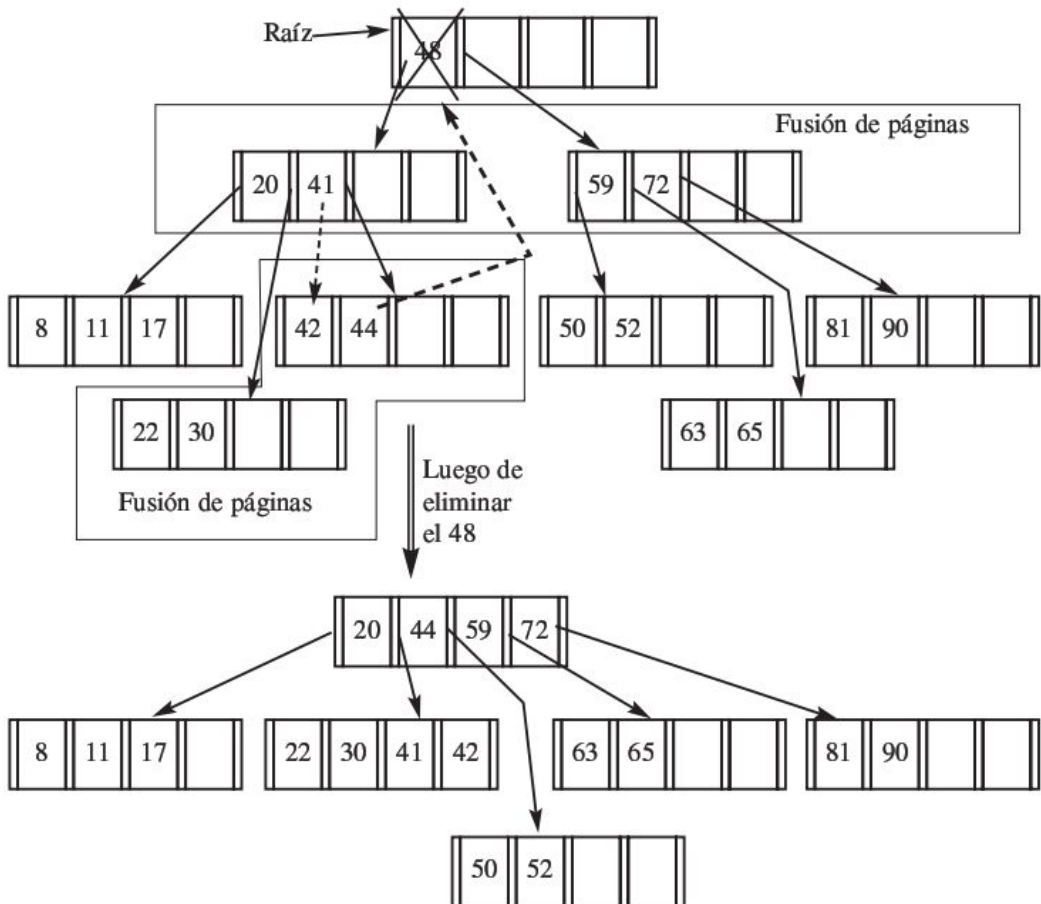 Raíz
48
Fusión de páginas
20 41
59 72
8 11 17
42 44
50 52
81 90
22 30
63 65
Fusión de páginas
Luego de
eliminar
el 48
20 44 59 72
8 11 17
22 30 41 42
63 65
81 90
50 52